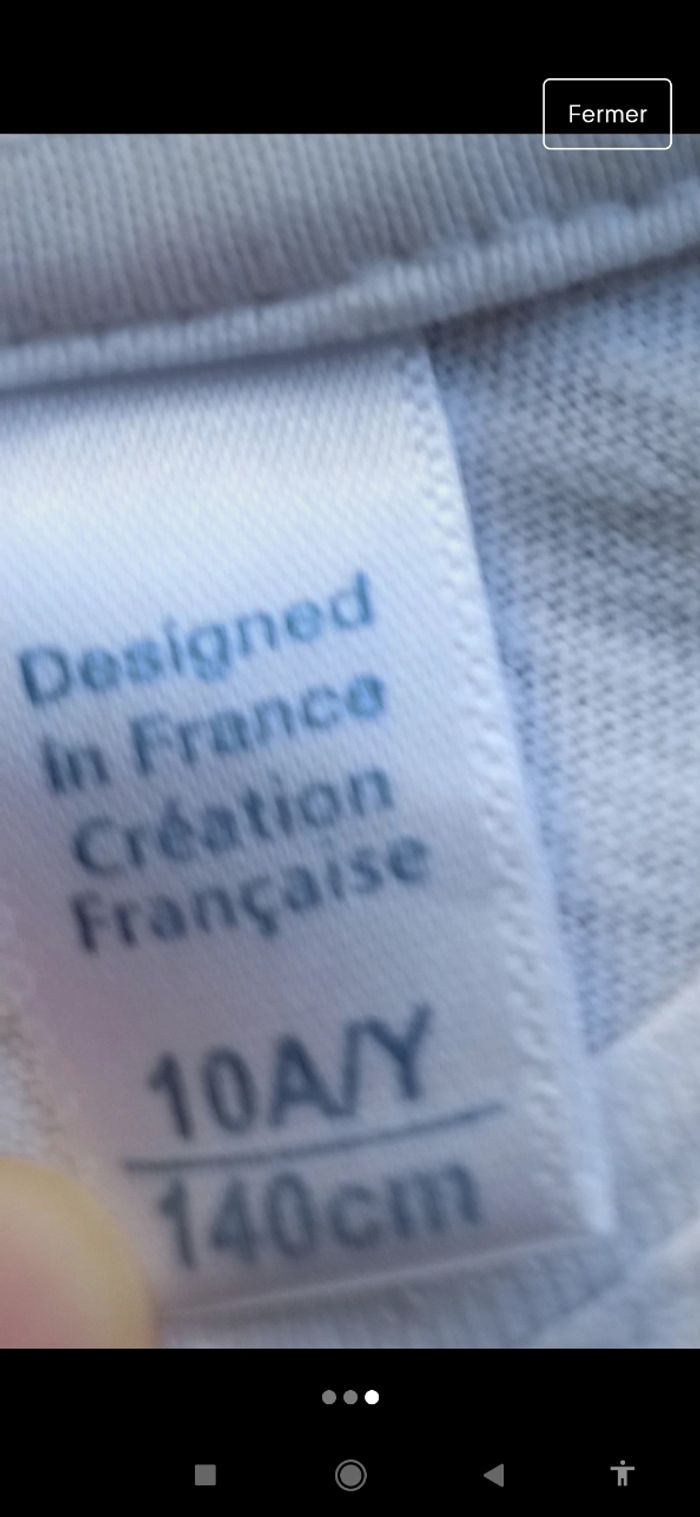 Fermer
Designed
in France
Création
Française
10A/Y
140cm